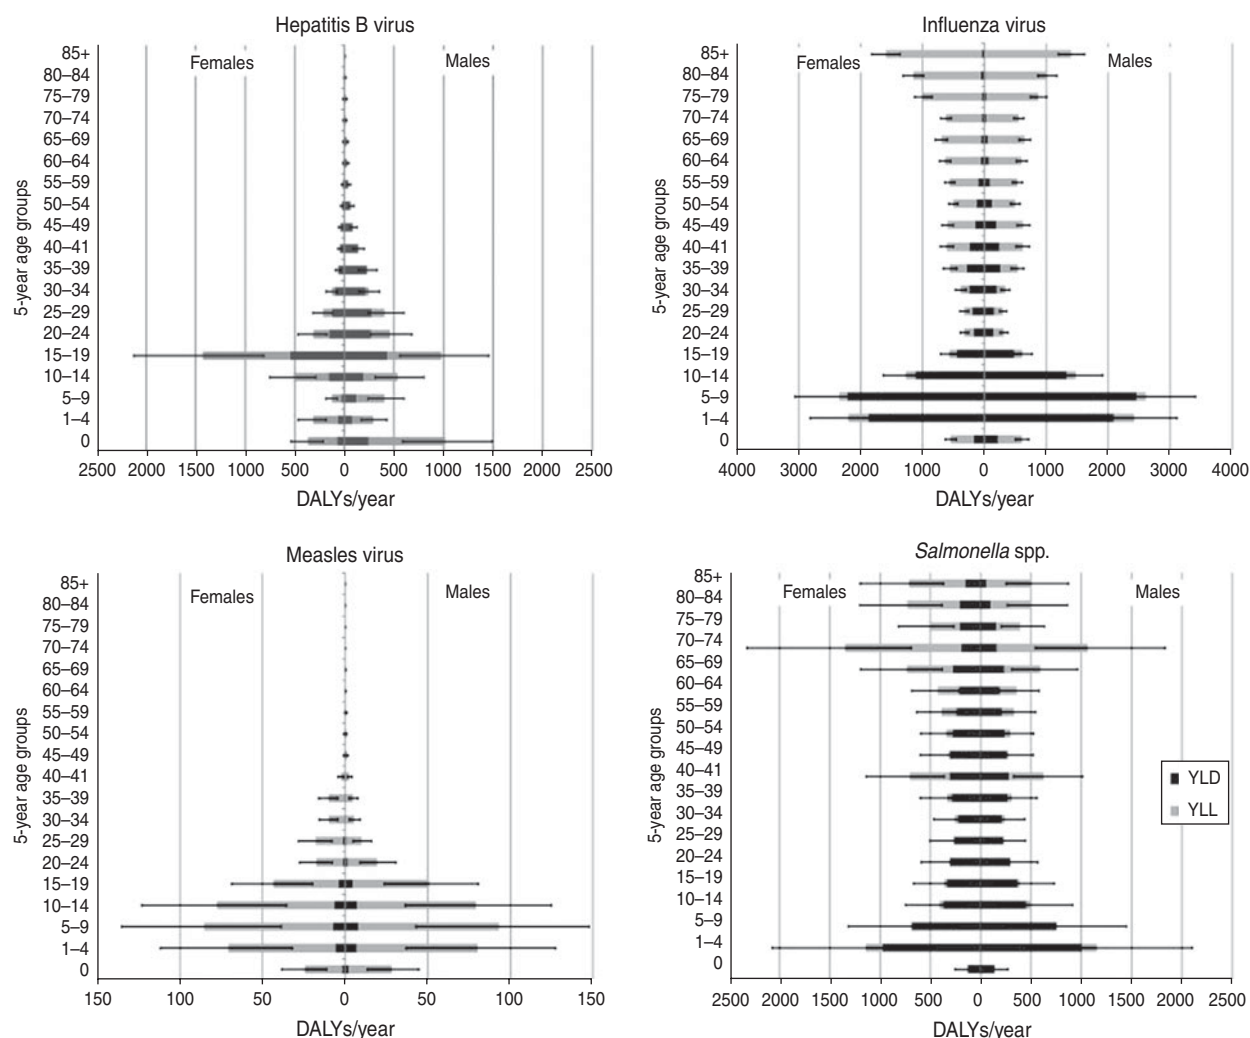 Hepatitis B virus
Females
Males
5-year age groups
85+
80–84
75–79
70–74
65–69
60–64
55–59
50–54
45–49
40–41
35–39
30–34
25–29
20–24
15–19
10–14
5–9
1–4
0
2500 2000 1000 500 0 500 1000 2000 2500
DALYs/year
Influenza virus
Females
Males
5-year age groups
85+
80–84
75–79
70–74
65–69
60–64
55–59
50–54
45–49
40–41
35–39
30–34
25–29
20–24
15–19
10–14
5–9
1–4
0
4000 3000 2000 1000 0 1000 2000 3000 4000
DALYs/year
Measles virus
Females
Males
5-year age groups
85+
80–84
75–79
70–74
65–69
60–64
55–59
50–54
45–49
40–41
35–39
30–34
25–29
20–24
15–19
10–14
5–9
1–4
0
150 100 50 0 50 100 150
DALYs/year
Salmonella spp.
Females
Males
5-year age groups
85+
80–84
75–79
70–74
65–69
60–64
55–59
50–54
45–49
40–41
35–39
30–34
25–29
20–24
15–19
10–14
5–9
1–4
0
2500 2000 1000 500 0 500 1000 1500 2000 2500
DALYs/year
YLD
YLL